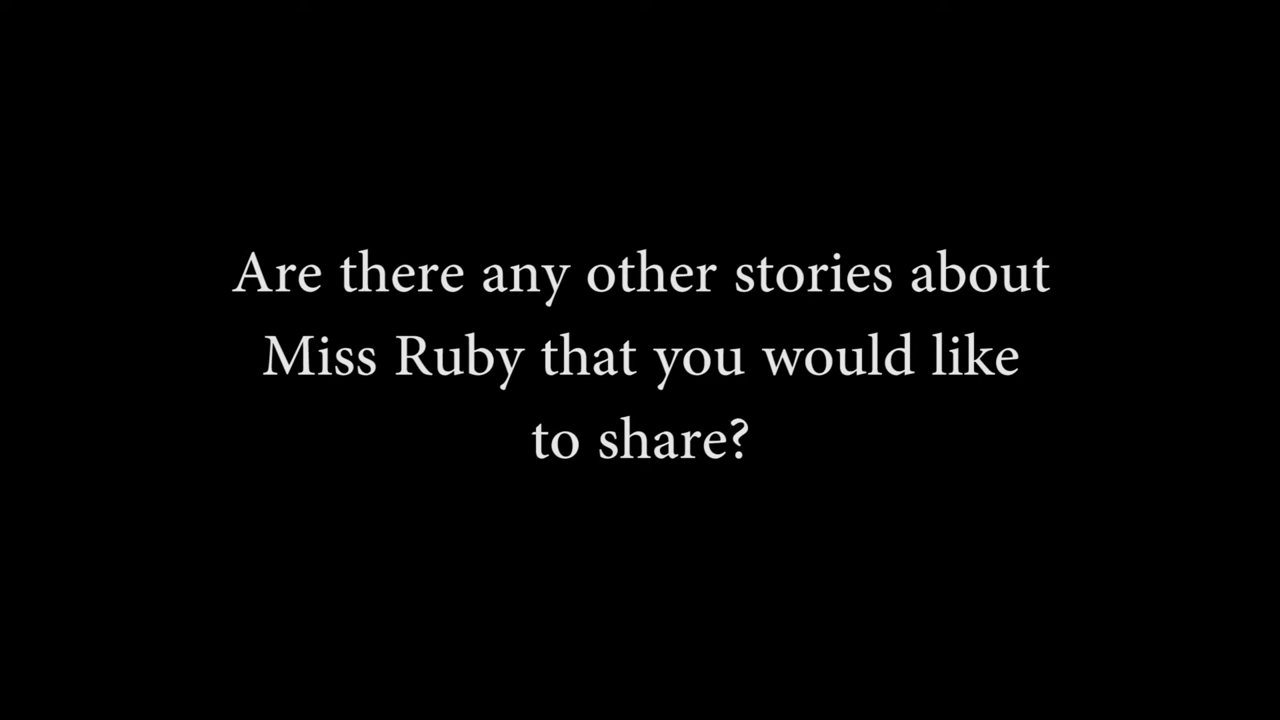 Are there any other stories about
Miss Ruby that you would like
to share?